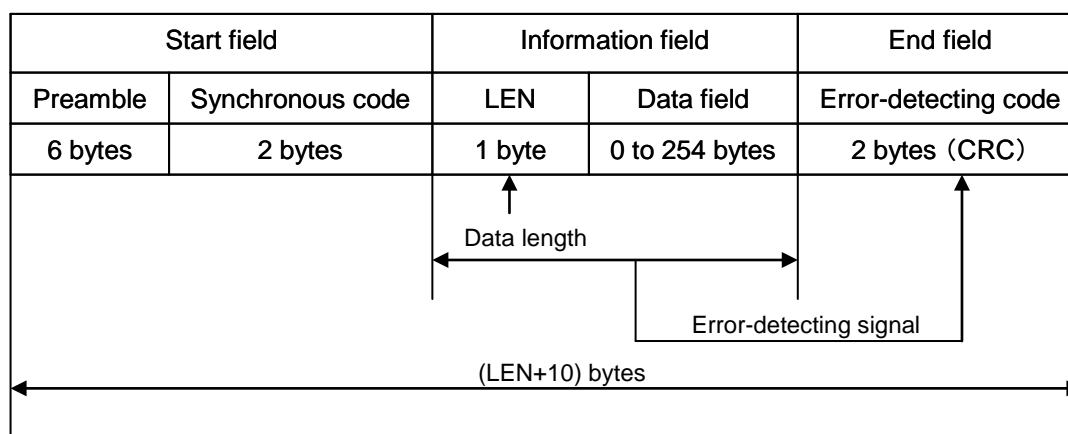 Start field Information field End field
Preamble Synchronous code LEN Data field Error-detecting code
6 bytes 2 bytes 1 byte 0 to 254 bytes 2 bytes（CRC）
Data length
Error-detecting signal
(LEN+10) bytes